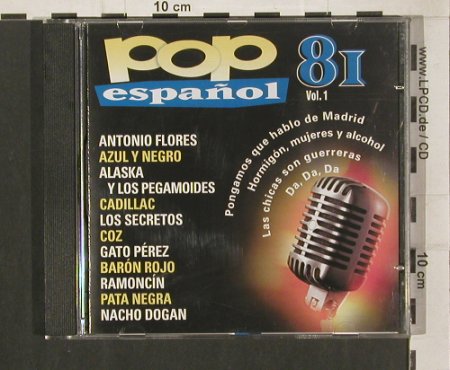 10 cm
pop
español
81
Vol. 1
ANTONIO FLORES
AZUL Y NEGRO
ALASKA
Y LOS PEGAMOIDES
CADILLAC
LOS SECRETOS
COZ
GATO PÉREZ
BARÓN ROJO
RAMONCÍN
PATA NEGRA
NACHO DOGAN
Pongamos que hablo de Madrid
Hormigón, mujeres y alcohol
Las chicas son guerreras
Da, Da, Da
www.LPCD.de / CD
10 cm